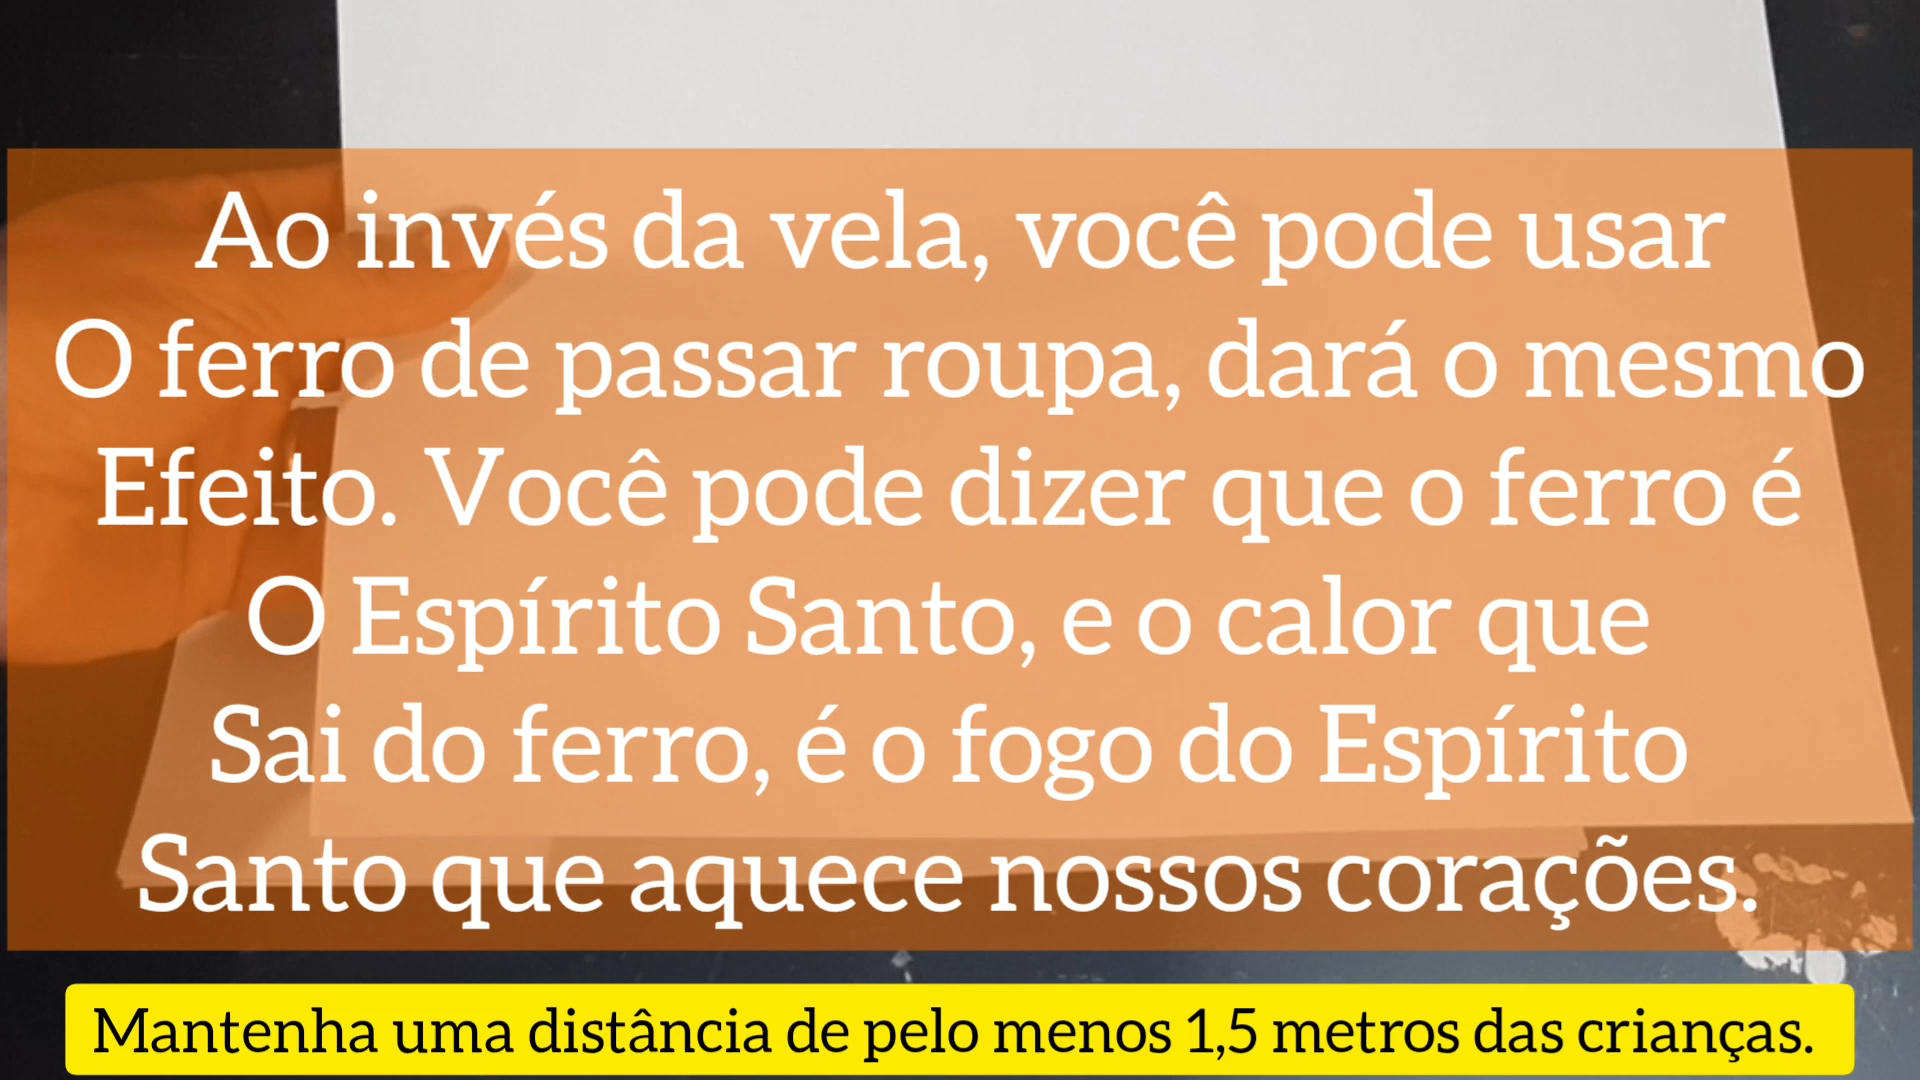 Ao invés da vela, você pode usar
O ferro de passar roupa, dará o mesmo
Efeito. Você pode dizer que o ferro é
O Espírito Santo, e o calor que
Sai do ferro, é o fogo do Espírito
Santo que aquece nossos corações.
Mantenha uma distância de pelo menos 1,5 metros das crianças.